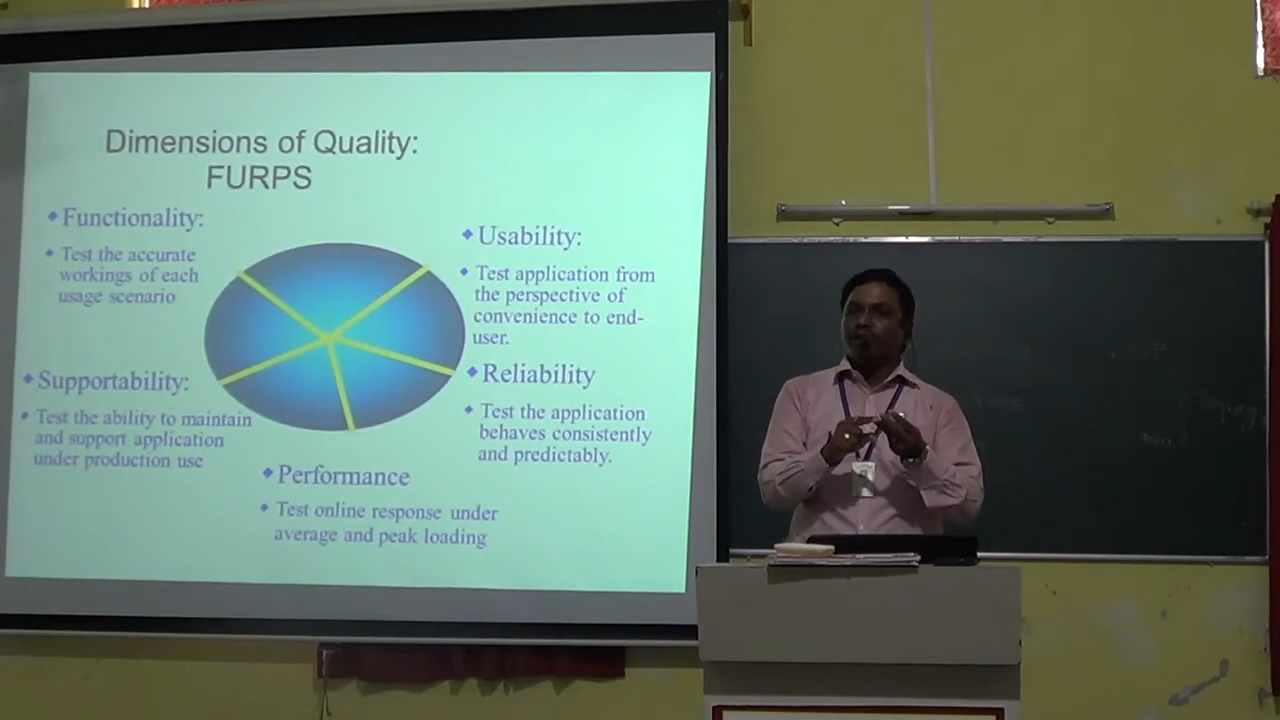 Dimensions of Quality:
FURPS
Functionality:
Test the accurate
workings of each
usage scenario
Usability:
Test application from
the perspective of
convenience to end-
user.
Reliability
Test the application
behaves consistently
and predictably.
Supportability:
Test the ability to maintain
and support application
under production use
Performance
Test online response under
average and peak loading